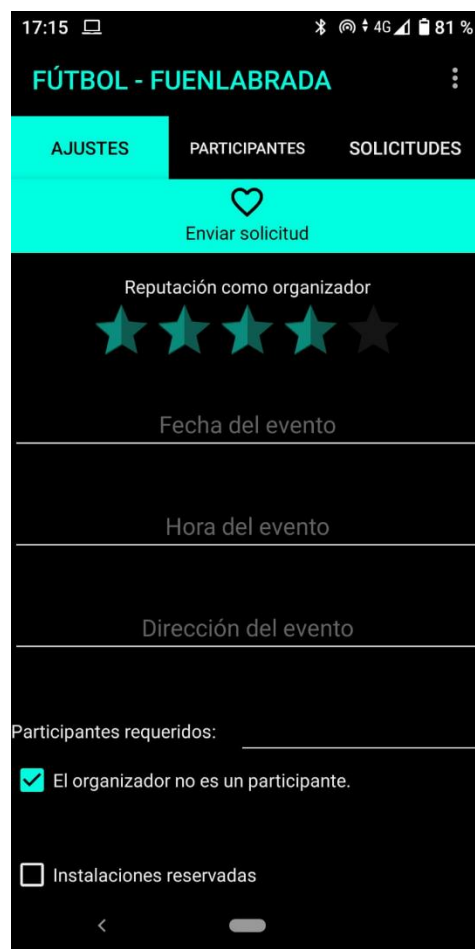 17:15 4G 81 %
FÚTBOL - FUENLABRADA
AJUSTES PARTICIPANTES SOLICITUDES
Enviar solicitud
Reputación como organizador
Fecha del evento
Hora del evento
Dirección del evento
Participantes requeridos:
El organizador no es un participante.
Instalaciones reservadas